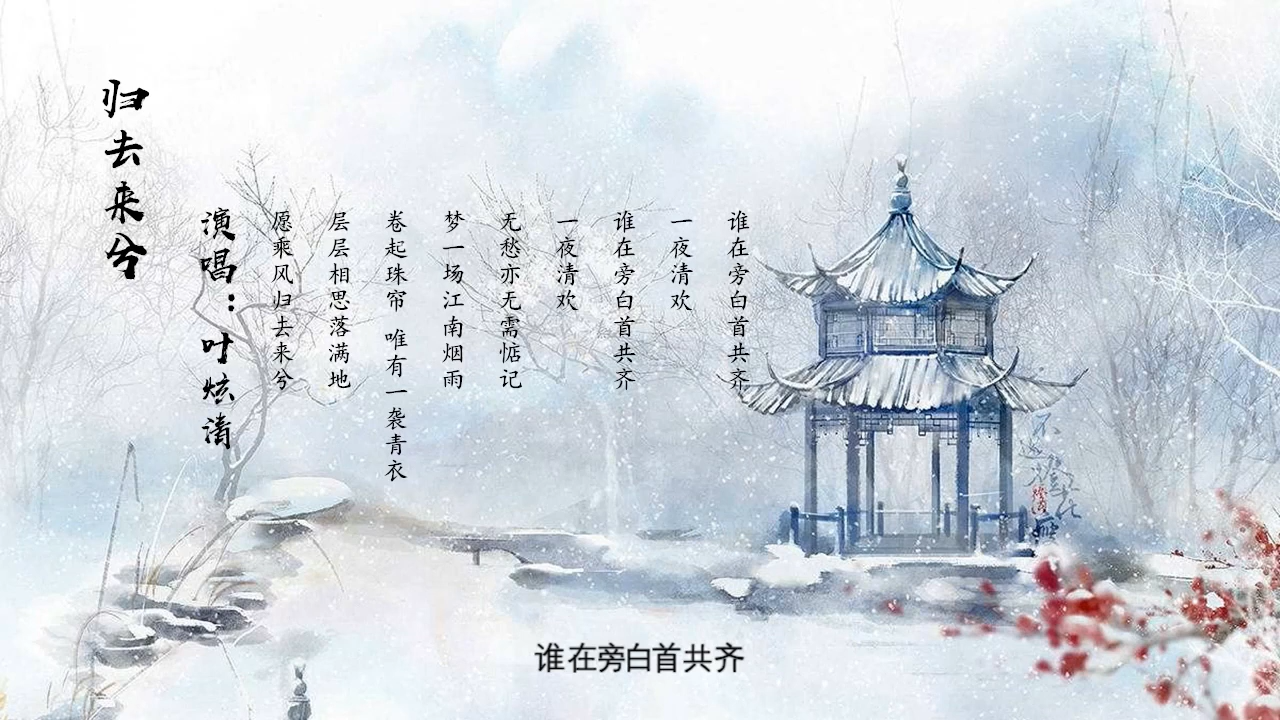 归去来兮
演唱：叶炫清
愿乘风归去来兮
层层相思落满地
卷起珠帘 唯有一袭青衣
梦一场江南烟雨
无愁亦无需惦记
一夜清欢
谁在旁白首共齐
一夜清欢
谁在旁白首共齐
谁在旁白首共齐